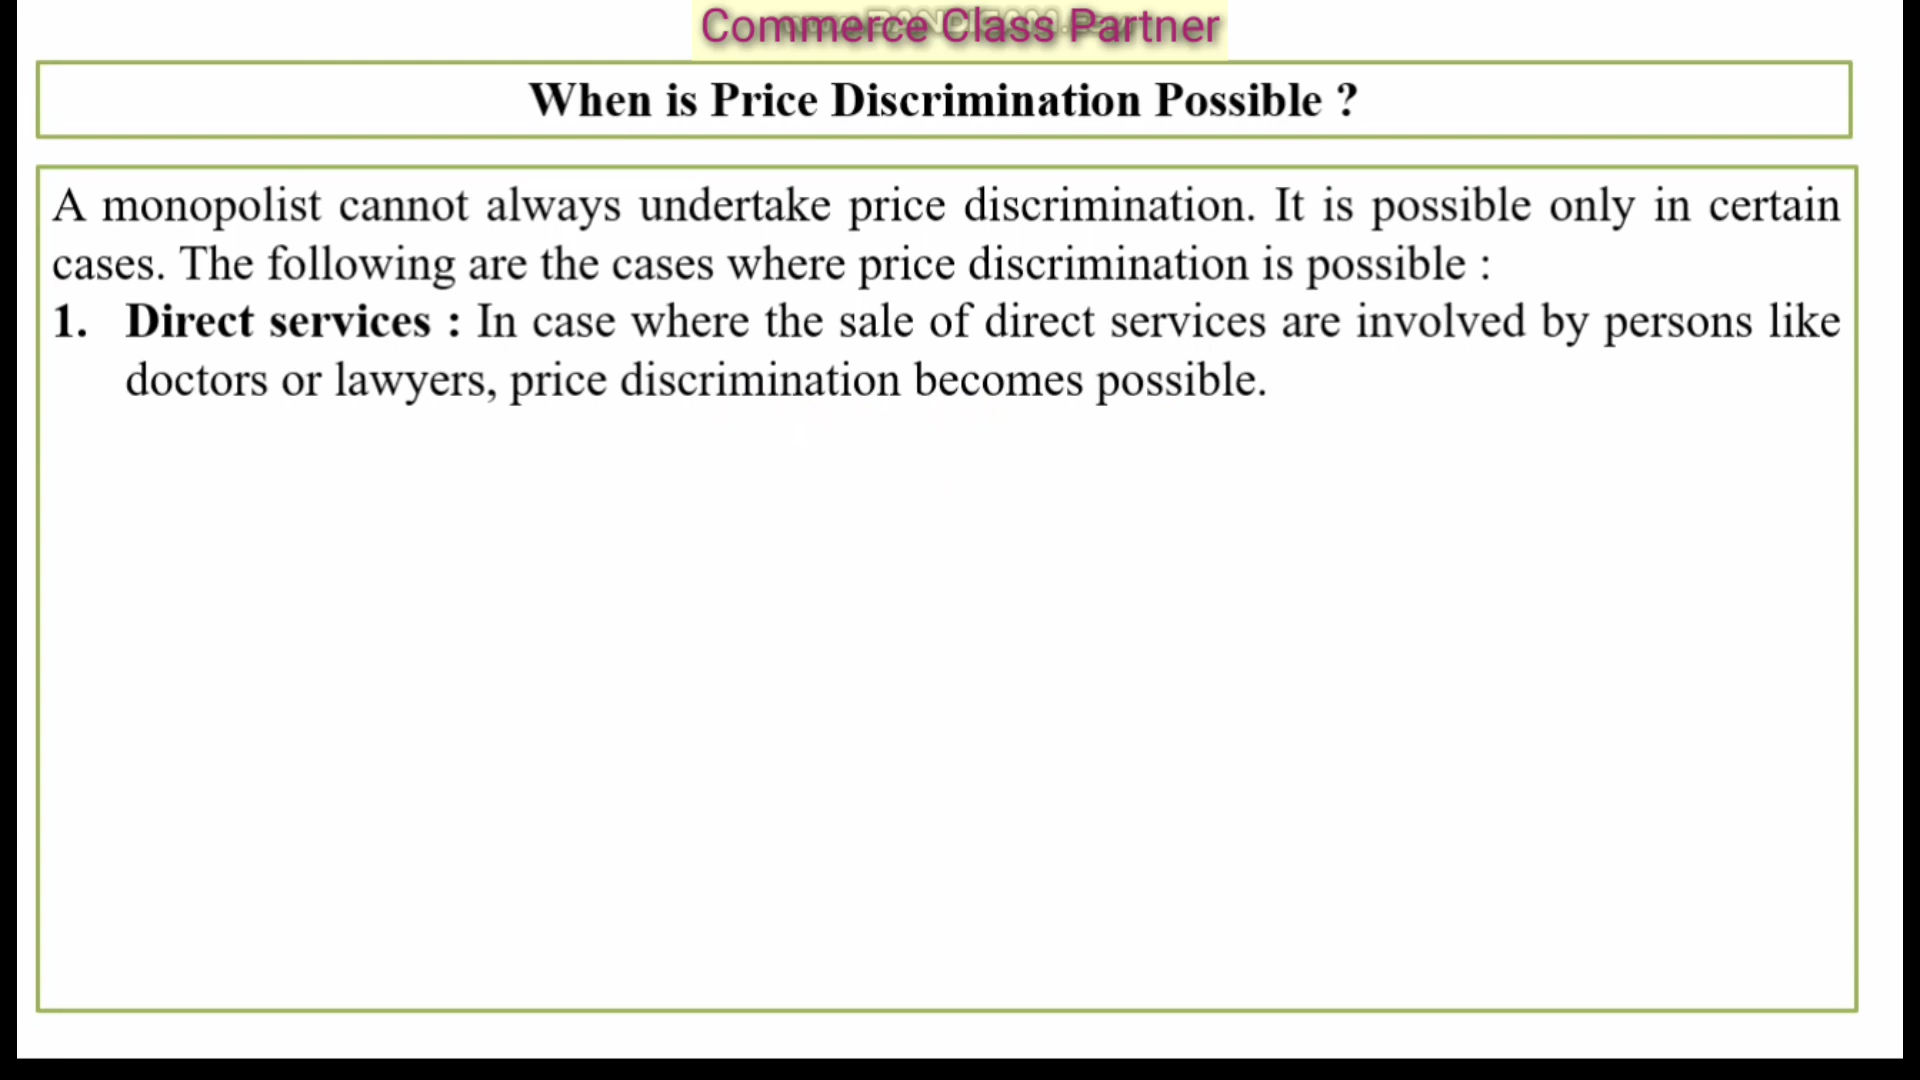 Commerce Class Partner
When is Price Discrimination Possible ?
A monopolist cannot always undertake price discrimination. It is possible only in certain
cases. The following are the cases where price discrimination is possible :
1. Direct services : In case where the sale of direct services are involved by persons like
doctors or lawyers, price discrimination becomes possible.